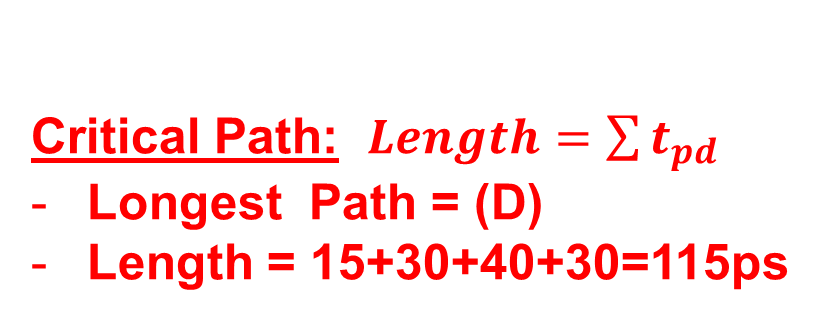 Critical Path: Length = ∑ t_pd
- Longest Path = (D)
- Length = 15+30+40+30=115ps